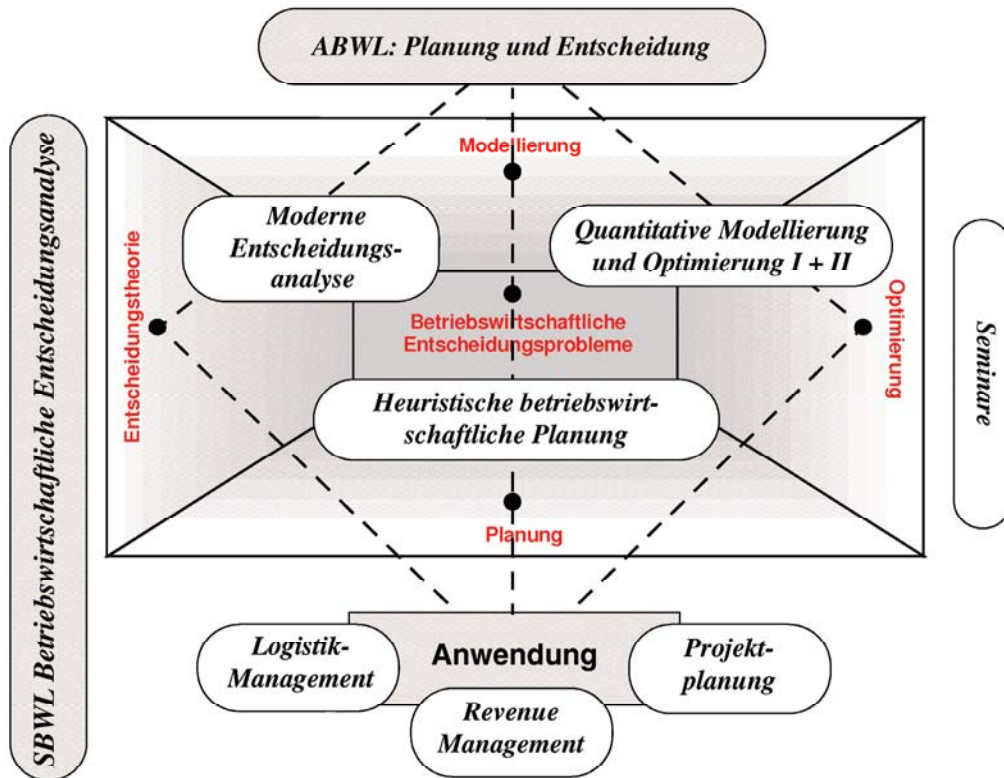 ABWL: Planung und Entscheidung
SBWL Betriebswirtschaftliche Entscheidungsanalyse
Modellierung
Moderne
Entscheidungs-
analyse
Quantitative Modellierung
und Optimierung I + II
Entscheidungstheorie
Betriebswirtschaftliche
Entscheidungsprobleme
Optimierung
Seminare
Heuristische betriebswirt-
schaftliche Planung
Planung
Logistik-
Management
Anwendung
Projekt-
planung
Revenue
Management